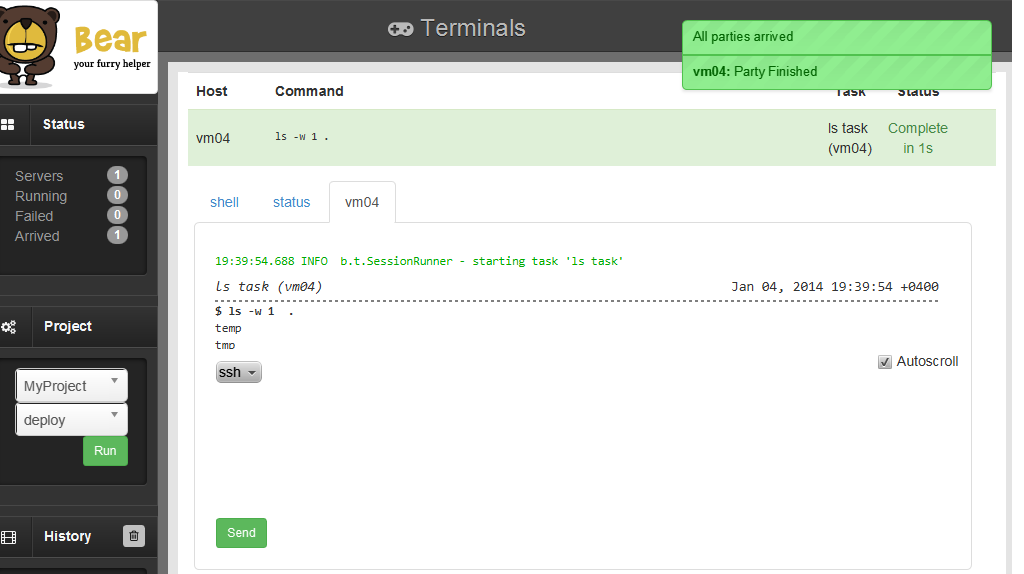 Bear
your furry helper
Terminals
All parties arrived
vm04: Party Finished
Host Command Task Status
vm04 ls -w 1 . ls task (vm04) Complete in 1s
Status
Servers 1
Running 0
Failed 0
Arrived 1
shell status vm04
19:39:54.688 INFO b.t.SessionRunner - starting task 'ls task'
ls task (vm04) Jan 04, 2014 19:39:54 +0400
$ ls -w 1 .
temp
tmp
ssh
Autoscroll
Send
Project
MyProject
deploy
Run
History